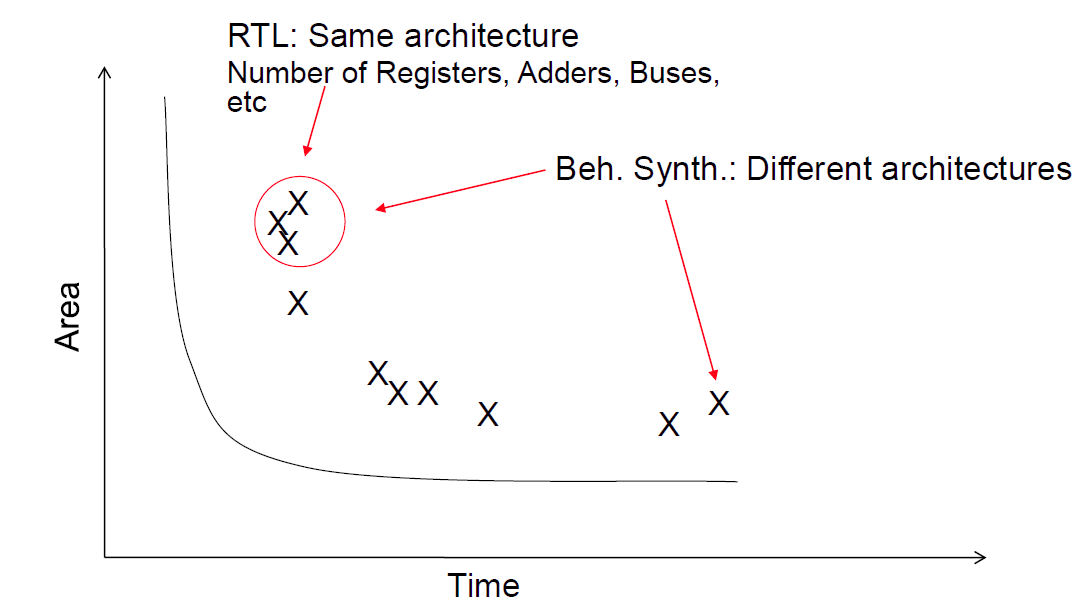 RTL: Same architecture
Number of Registers, Adders, Buses,
etc
Beh. Synth.: Different architectures
X
X
X
X
X
X
X
X
X
X
Area
Time